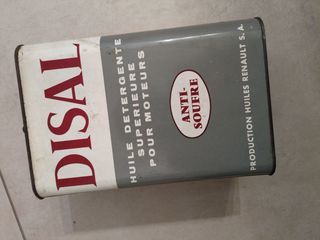 DISAL
HUILE DETERGENTE
SUPERIEURE
POUR MOTEURS
ANTI-
SOUFRE
PRODUCTION HUILES RENAULT S. A.